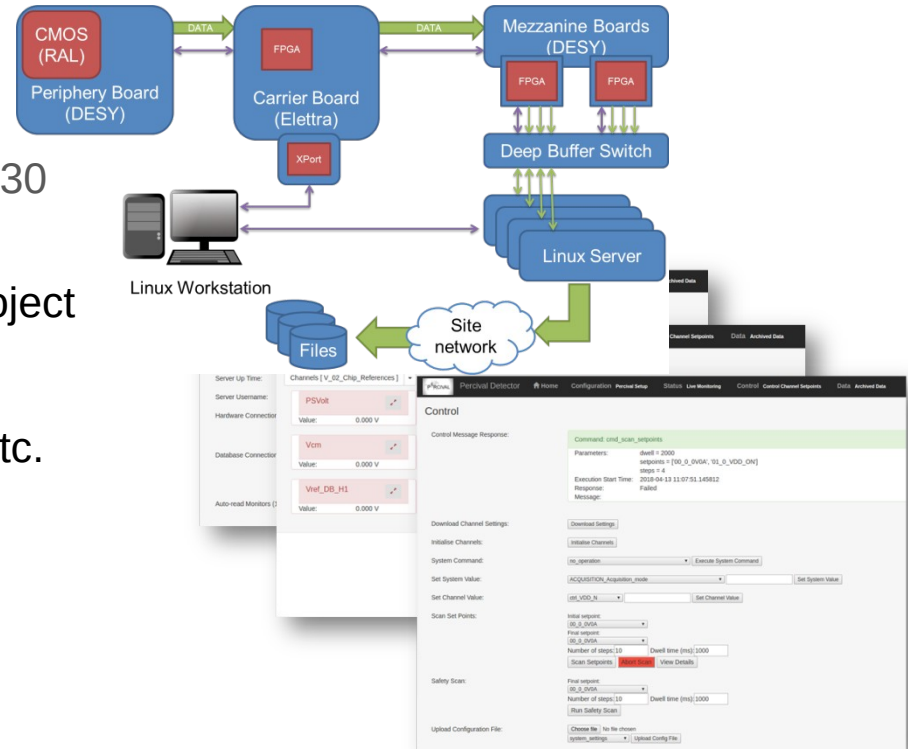 CMOS
(RAL)
Periphery Board
(DESY)
DATA
FPGA
Carrier Board
(Elettra)
XPort
DATA
Mezzanine Boards
(DESY)
FPGA
FPGA
Deep Buffer Switch
Linux Server
Linux Workstation
Site
network
Files
30
oject
tc.
chived Data
Channel Setpoints Data Archived Data
Server Up Time:
Server Username:
Hardware Connection
Database Connection
Auto-read Monitors (
Channels [ V_02_Chip_References ]
PSVolt
Value: 0.000 V
Vcm
Value: 0.000 V
Vref_DB_H1
Value: 0.000 V
PERCIVAL Percival Detector Home Configuration Percival Setup Status Live Monitoring Control Control Channel Setpoints Data Archived Data
Control
Control Message Response:
Command: cmd_scan_setpoints
Parameters: dwell = 2000
setpoints = ['00_0_0V0A', '01_0_VDD_ON']
steps = 4
Execution Start Time: 2018-04-13 11:07:51.145812
Response: Failed
Message:
Download Channel Settings: Download Settings
Initialise Channels: Initialise Channels
System Command: no_operation Execute System Command
Set System Value: ACQUISITION_Acquisition_mode Set System Value
Set Channel Value: ctrl_VDD_N Set Channel Value
Scan Set Points: Initial setpoint:
00_0_0V0A
Final setpoint:
00_0_0V0A
Number of steps: 10 Dwell time (ms): 1000
Scan Setpoints Abort Scan View Details
Safety Scan: Final setpoint:
00_0_0V0A
Number of steps: 10 Dwell time (ms): 1000
Run Safety Scan
Upload Configuration File: Choose file No file chosen
system_settings Upload Config File